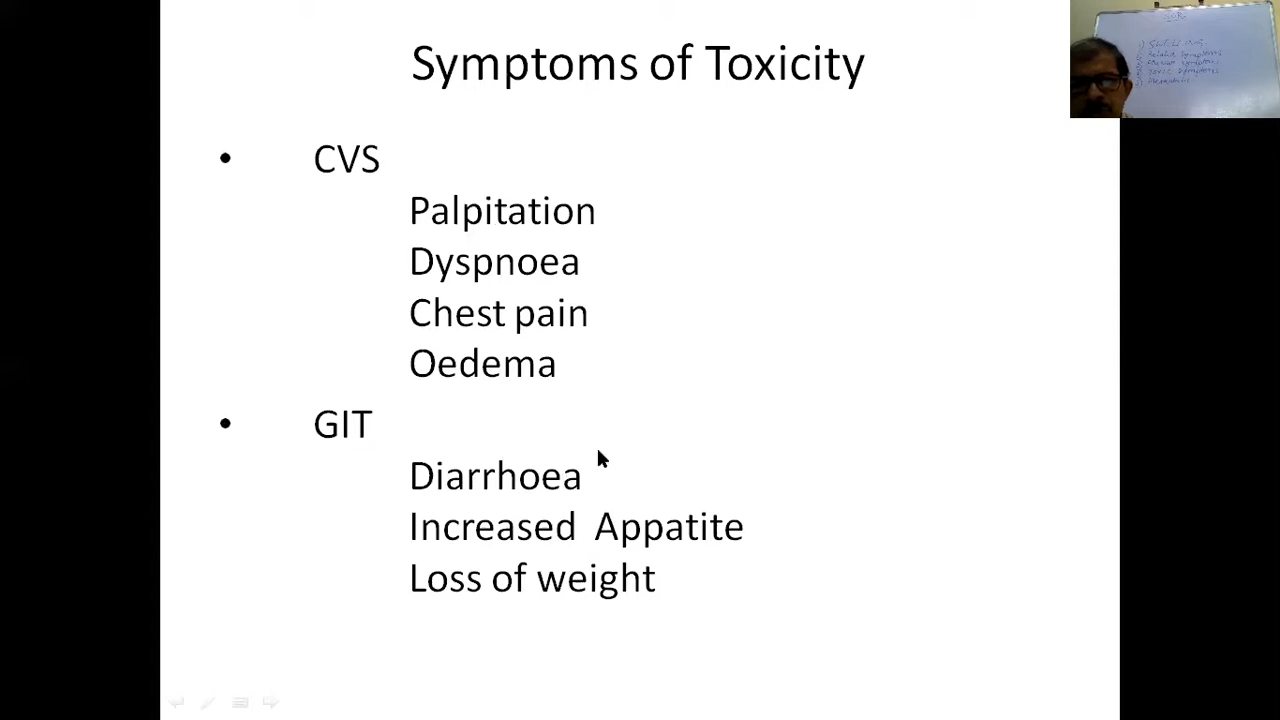 Symptoms of Toxicity
• CVS
Palpitation
Dyspnoea
Chest pain
Oedema
• GIT
Diarrhoea
Increased Appatite
Loss of weight